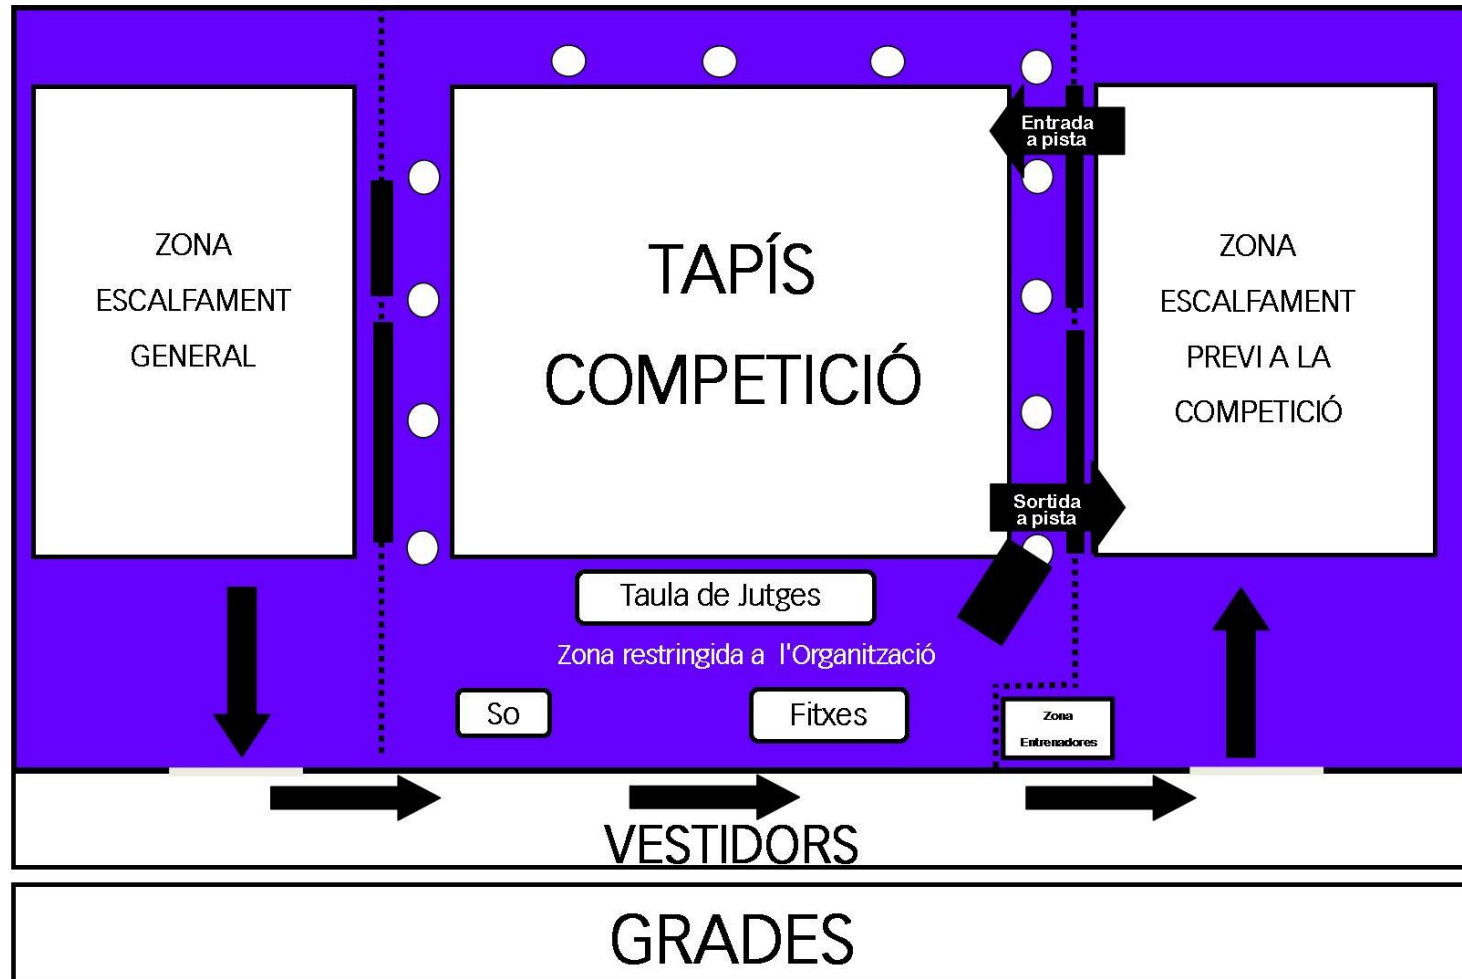 ZONA
ESCALFAMENT
GENERAL
TAPÍS
COMPETICIÓ
Entrada
a pista
ZONA
ESCALFAMENT
PREVI A LA
COMPETICIÓ
Sortida
a pista
Taula de Jutges
Zona restringida a l'Organització
So
Fitxes
Zona
Entrenadores
VESTIDORS
GRADES